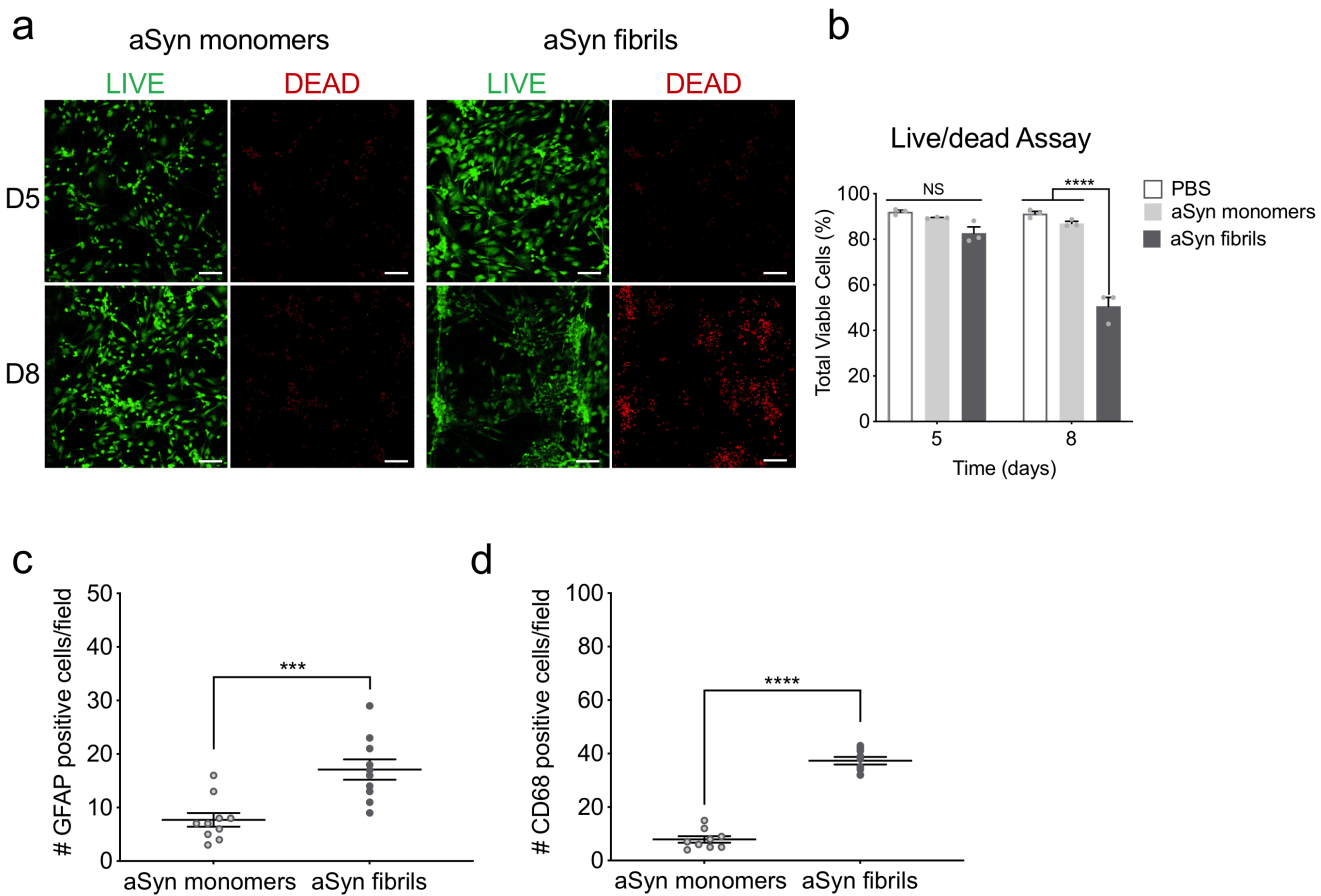 a
aSyn monomers
aSyn fibrils
LIVE
DEAD
LIVE
DEAD
D5
D8
b
Live/dead Assay
Total Viable Cells (%)
100
80
60
40
20
0
NS
****
5
8
Time (days)
PBS
aSyn monomers
aSyn fibrils
c
# GFAP positive cells/field
50
40
30
20
10
0
***
aSyn monomers
aSyn fibrils
d
# CD68 positive cells/field
100
80
60
40
20
0
****
aSyn monomers
aSyn fibrils